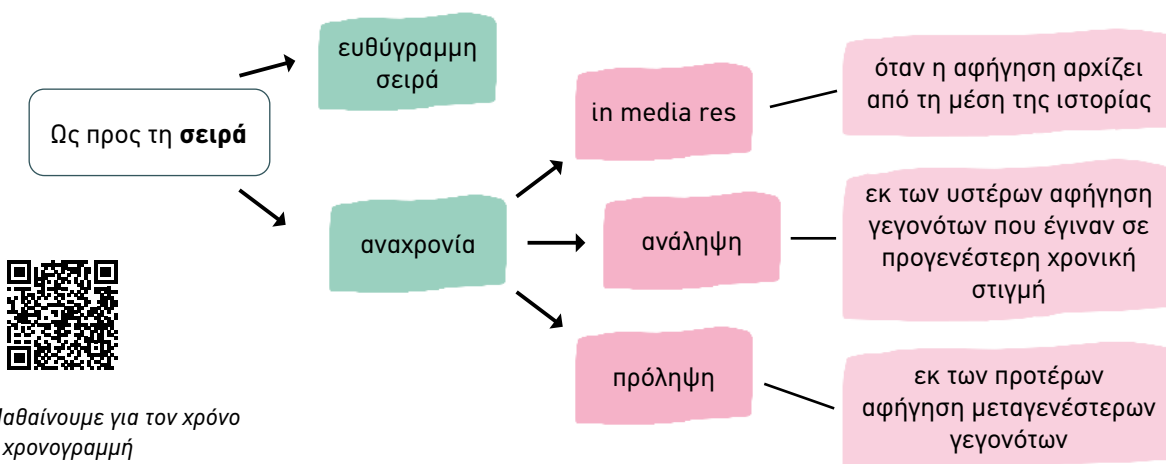 ευθύγραμμη
σειρά
Ως προς τη σειρά
in media res
όταν η αφήγηση αρχίζει
από τη μέση της ιστορίας
αναχρονία
ανάληψη
εκ των υστέρων αφήγηση
γεγονότων που έγιναν σε
προγενέστερη χρονική
στιγμή
πρόληψη
εκ των προτέρων
αφήγηση μεταγενέστερων
γεγονότων
αθαίνουμε για τον χρόνο
χρονογραμμή